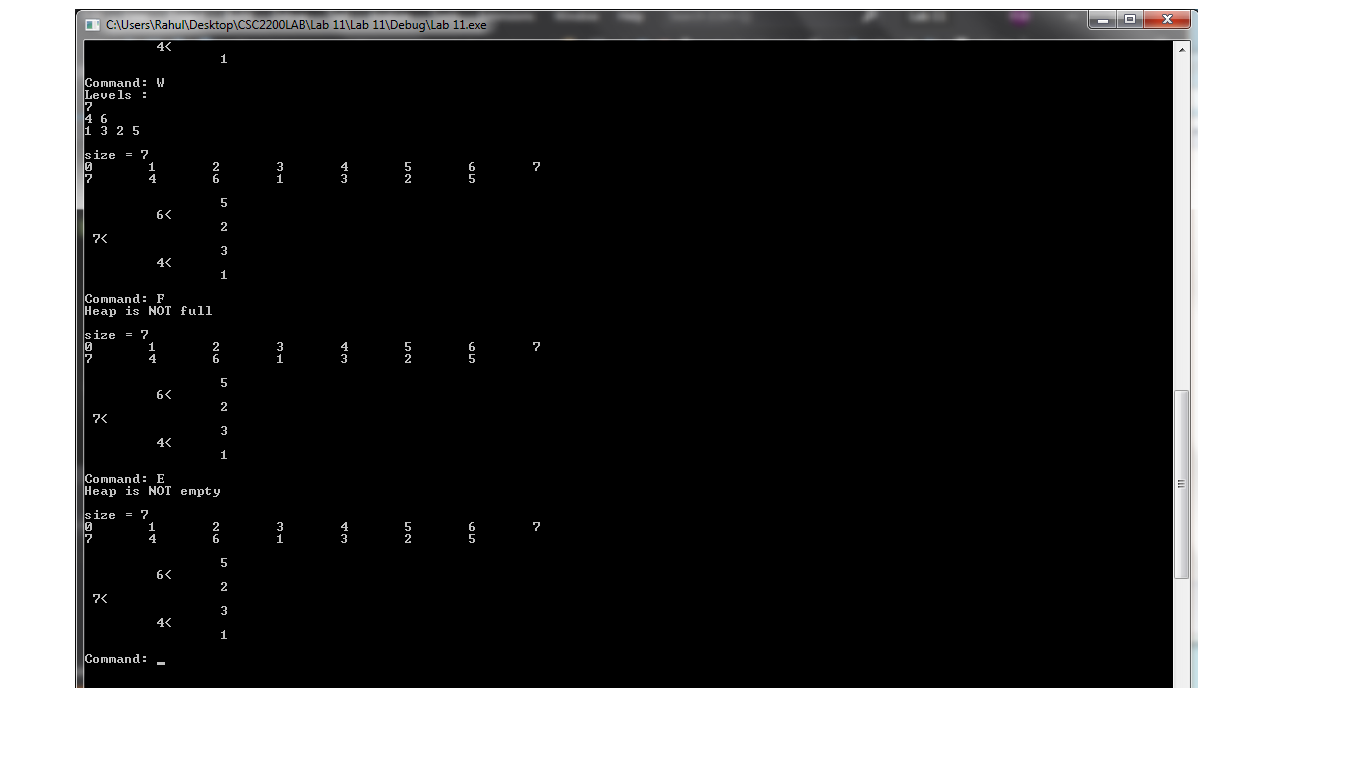 C:\Users\Rahul\Desktop\CSC2200LAB\Lab 11\Lab 11\Debug\Lab 11.exe
4<
1
Command: W
Levels :
7
4 6
1 3 2 5
size = 7
0 1 2 3 4 5 6 7
7 4 6 1 3 2 5
5
6<
2
7<
3
4<
1
Command: F
Heap is NOT full
size = 7
0 1 2 3 4 5 6 7
7 4 6 1 3 2 5
5
6<
2
7<
3
4<
1
Command: E
Heap is NOT empty
size = 7
0 1 2 3 4 5 6 7
7 4 6 1 3 2 5
5
6<
2
7<
3
4<
1
Command: _